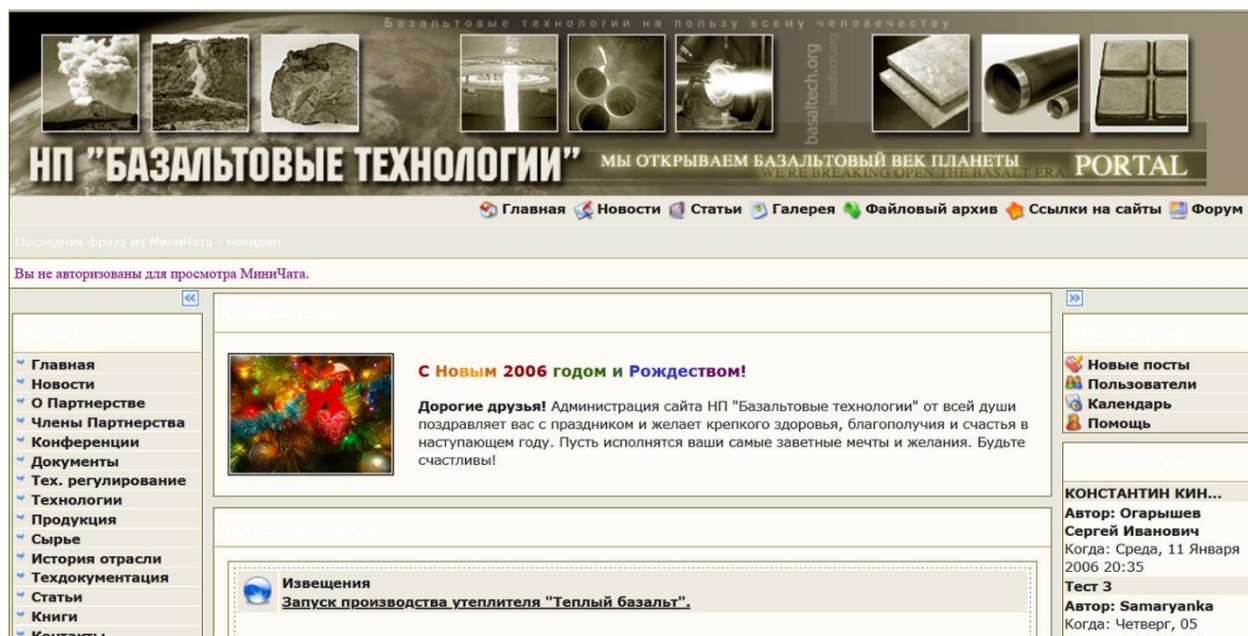 Базальтовые технологии на пользу всему человечеству
basaltech.org
basaltech.org
НП "БАЗАЛЬТОВЫЕ ТЕХНОЛОГИИ"
МЫ ОТКРЫВАЕМ БАЗАЛЬТОВЫЙ ВЕК ПЛАНЕТЫ
WE'RE BREAKING OPEN THE BASALT ERA
PORTAL
Главная Новости Статьи Галерея Файловый архив Ссылки на сайты Форум
Последняя фраза из МиниЧата - невидим
Вы не авторизованы для просмотра МиниЧата.
Главная
Новости
О Партнерстве
Члены Партнерства
Конференции
Документы
Тех. регулирование
Технологии
Продукция
Сырье
История отрасли
Техдокументация
Статьи
Книги
Контакты
С Новым 2006 годом и Рождеством!
Дорогие друзья! Администрация сайта НП "Базальтовые технологии" от всей души
поздравляет вас с праздником и желает крепкого здоровья, благополучия и счастья в
наступающем году. Пусть исполнятся ваши самые заветные мечты и желания. Будьте
счастливы!
Извещения
Запуск производства утеплителя "Теплый базальт".
Новые посты
Пользователи
Календарь
Помощь
КОНСТАНТИН КИН...
Автор: Огарышев
Сергей Иванович
Когда: Среда, 11 Января
2006 20:35
Тест 3
Автор: Samaryanka
Когда: Четверг, 05